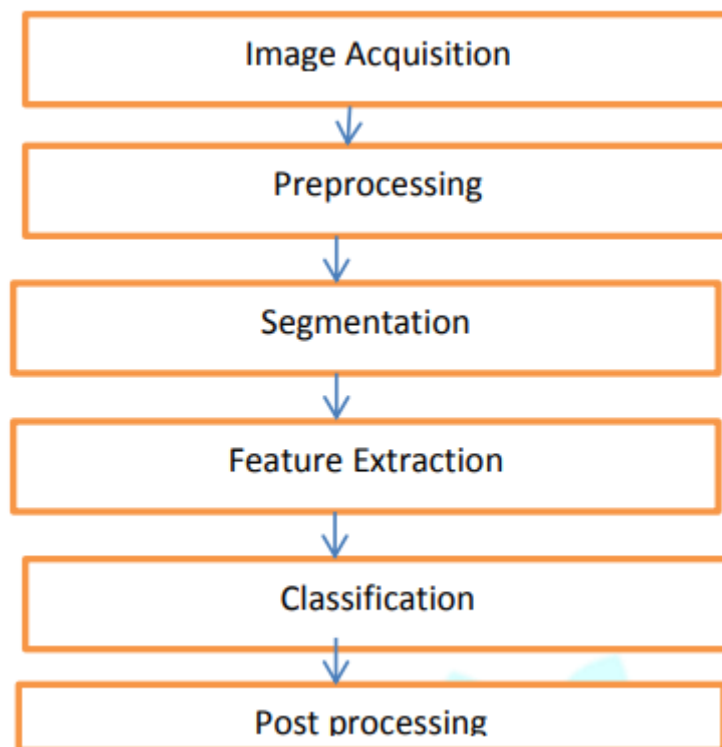 Image Acquisition
Preprocessing
Segmentation
Feature Extraction
Classification
Post processing